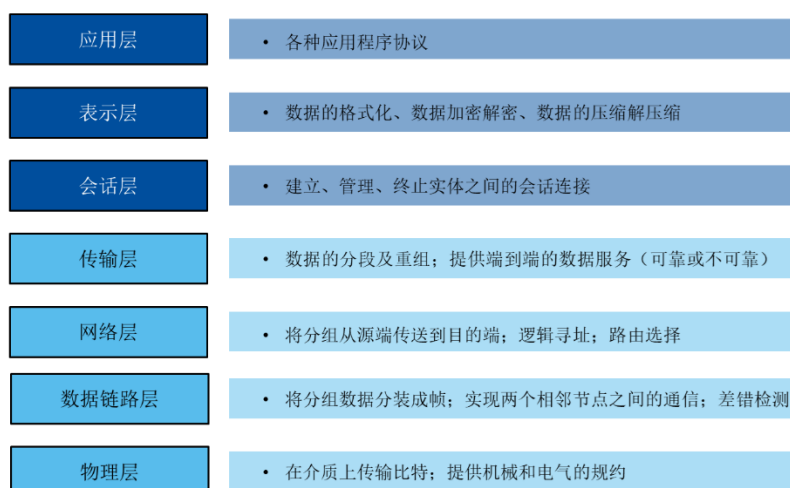 应用层
• 各种应用程序协议
表示层
• 数据的格式化、数据加密解密、数据的压缩解压缩
会话层
• 建立、管理、终止实体之间的会话连接
传输层
• 数据的分段及重组；提供端到端的数据服务（可靠或不可靠）
网络层
• 将分组从源端传送到目的端；逻辑寻址；路由选择
数据链路层
• 将分组数据分装成帧；实现两个相邻节点之间的通信；差错检测
物理层
• 在介质上传输比特；提供机械和电气的规约